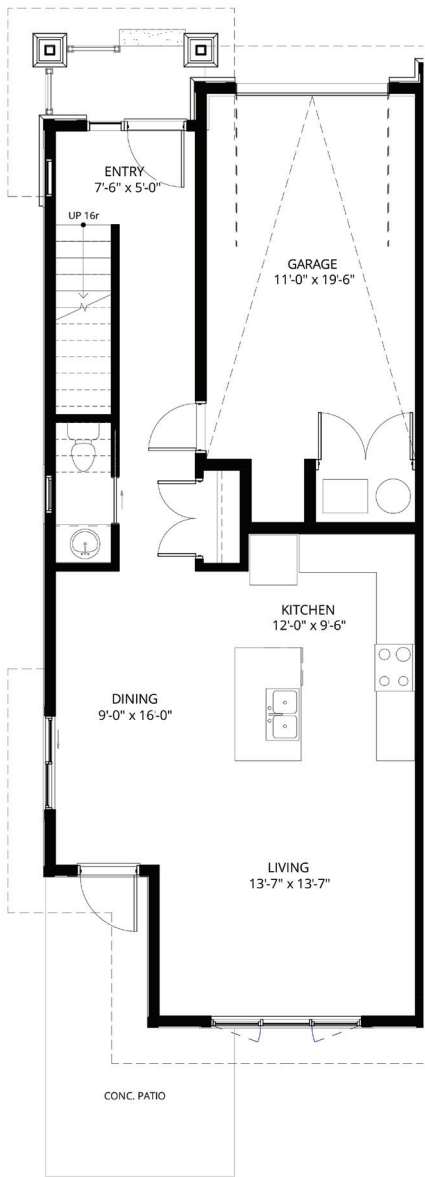 ENTRY
7'-6" x 5'-0"
UP 16r
GARAGE
11'-0" x 19'-6"
KITCHEN
12'-0" x 9'-6"
DINING
9'-0" x 16'-0"
LIVING
13'-7" x 13'-7"
CONC. PATIO